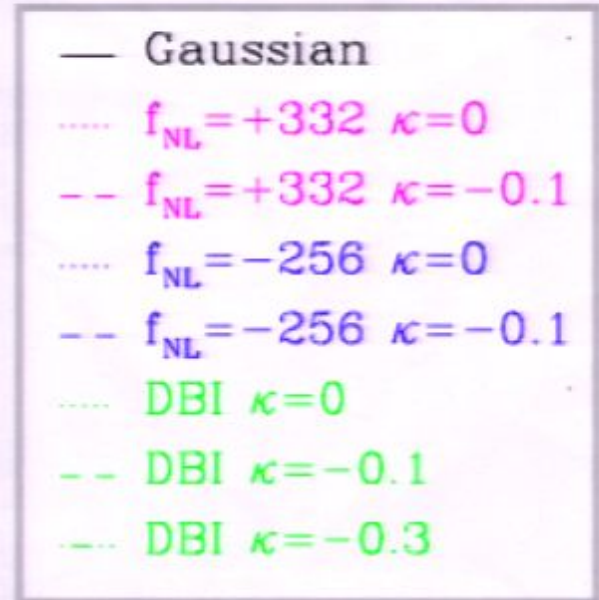 Gaussian
f_NL=+332 κ=0
f_NL=+332 κ=−0.1
f_NL=−256 κ=0
f_NL=−256 κ=−0.1
DBI κ=0
DBI κ=−0.1
DBI κ=−0.3